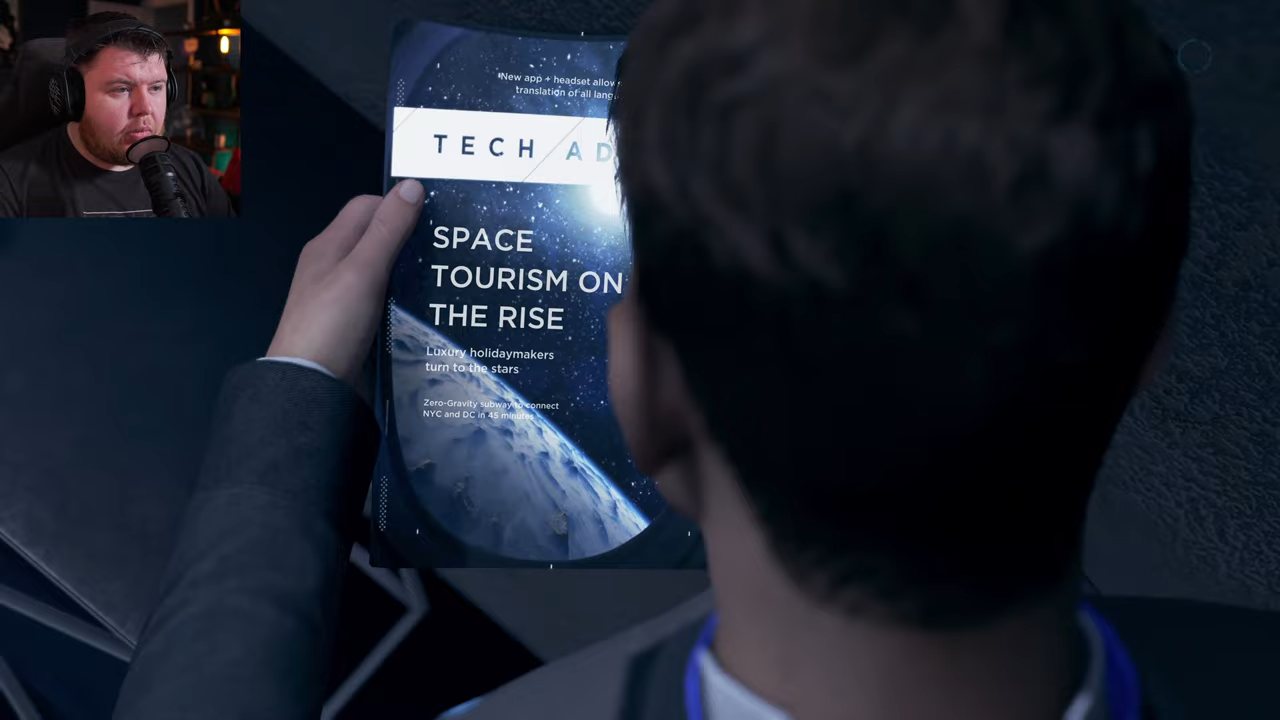 New app + headset allow
translation of all lang
TECH AD
SPACE
TOURISM ON
THE RISE
Luxury holidaymakers
turn to the stars
Zero-Gravity subway to connect
NYC and DC in 45 minutes